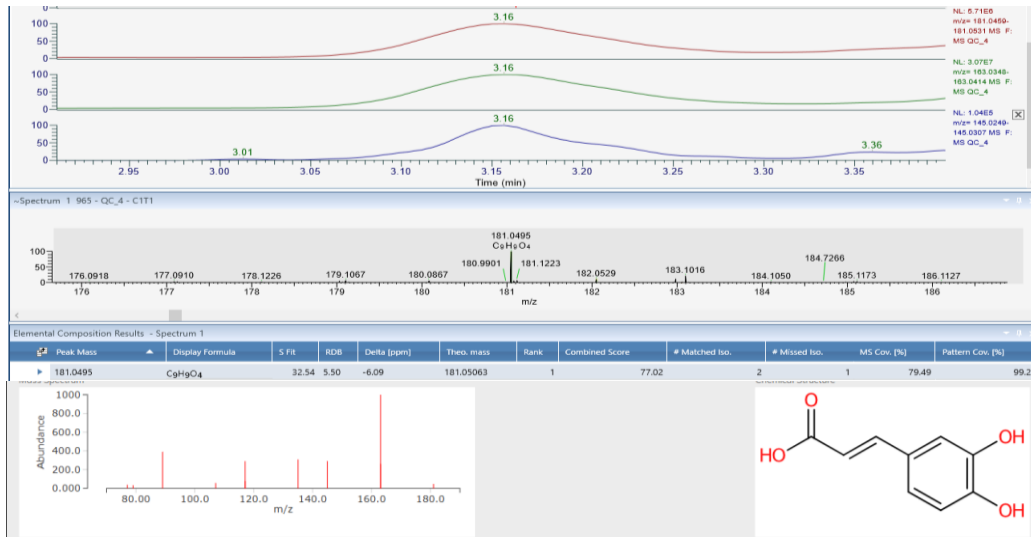 0
100
50
0
3.16
NL: 5.71E6
m/z= 181.0459-
181.0531 MS F:
MS QC_4
100
50
0
3.16
NL: 3.07E7
m/z= 163.0348-
163.0414 MS F:
MS QC_4
100
50
0
3.01
3.16
3.36
NL: 1.04E5
m/z= 145.0249-
145.0307 MS F:
MS QC_4
2.95 3.00 3.05 3.10 3.15 3.20 3.25 3.30 3.35
Time (min)
~Spectrum 1 965 - QC_4 - C1T1
181.0495
C9H9O4
100
50
0
176.0918 177.0910 178.1226 179.1067 180.0867 180.9901 181.1223 182.0529 183.1016 184.1050 184.7266 185.1173 186.1127
176 177 178 179 180 181 182 183 184 185 186
m/z
Elemental Composition Results - Spectrum 1
Peak Mass Display Formula S Fit RDB Delta [ppm] Theo. mass Rank Combined Score # Matched Iso. # Missed Iso. MS Cov. [%] Pattern Cov. [%]
181.0495 C9H9O4 32.54 5.50 -6.09 181.05063 1 77.02 2 1 79.49 99.2
Mass Spectrum
Chemical Structure
1000
800.0
600.0
400.0
200.0
0.000
Abundance
80.00 100.0 120.0 140.0 160.0 180.0
m/z
O
HO
OH
OH